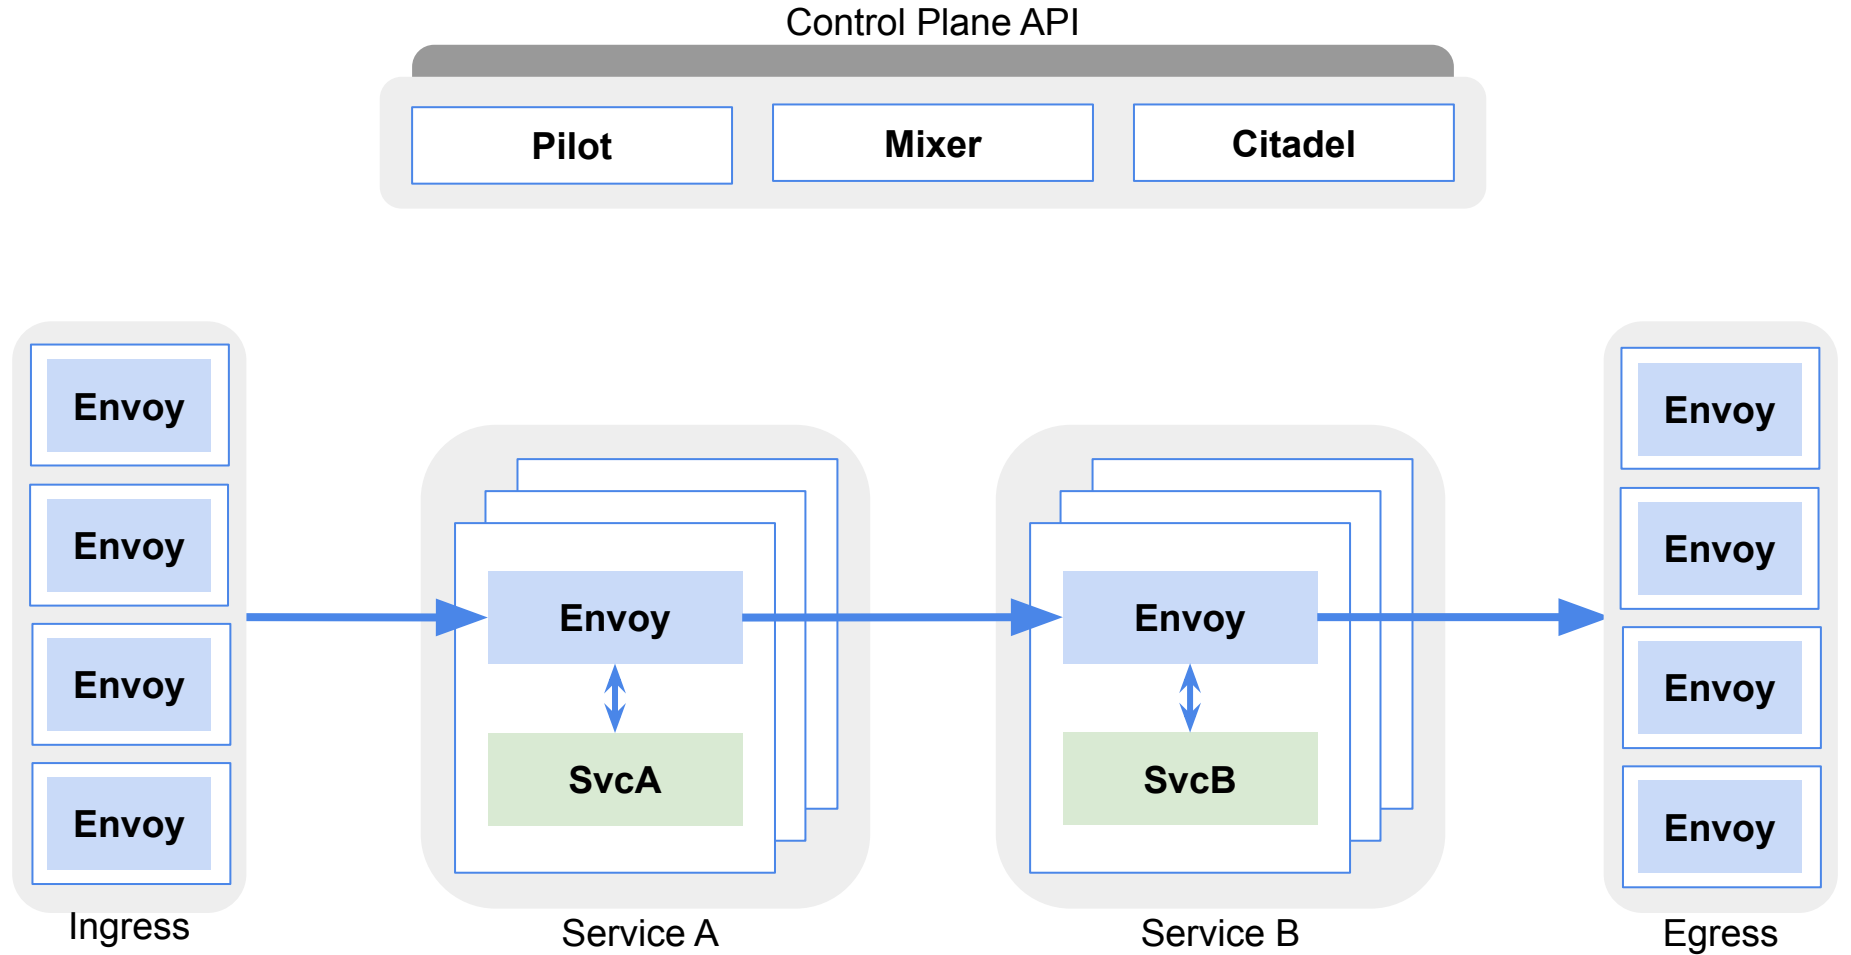 Control Plane API
Pilot
Mixer
Citadel
Envoy
Envoy
Envoy
Envoy
Ingress
Envoy
SvcA
Service A
Envoy
SvcB
Service B
Envoy
Envoy
Envoy
Envoy
Egress